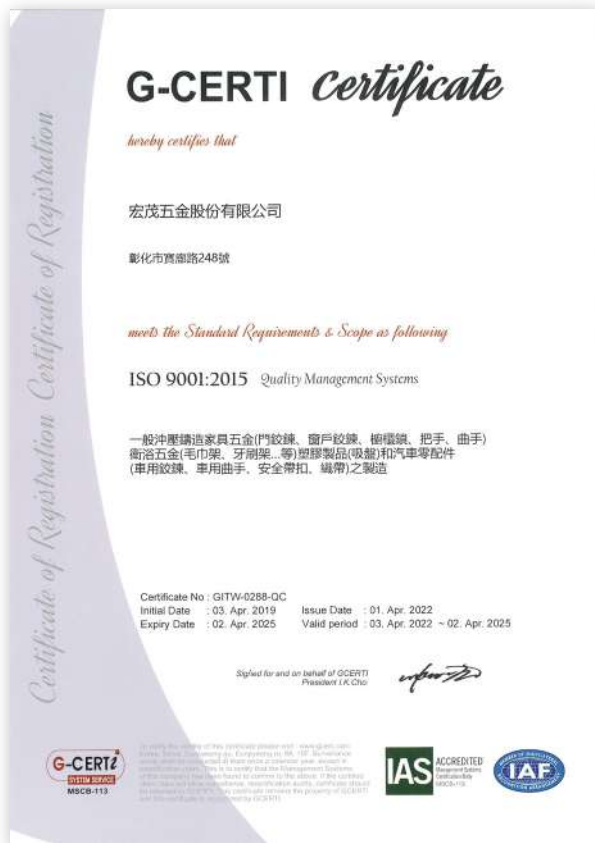 Certificate of Registration Certificate of Registration
G-CERTI Certificate
hereby certifies that
宏茂五金股份有限公司
彰化市寶廍路248號
meets the Standard Requirements & Scope as following
ISO 9001:2015 Quality Management Systems
一般沖壓鑄造家具五金(門鉸鍊、窗戶鉸鍊、櫥櫃鎖、把手、曲手)
衛浴五金(毛巾架、牙刷架...等)塑膠製品(吸盤)和汽車零配件
(車用鉸鍊、車用曲手、安全帶扣、織帶)之製造
Certificate No : GITW-0288-QC
Initial Date : 03. Apr. 2019 Issue Date : 01. Apr. 2022
Expiry Date : 02. Apr. 2025 Valid period : 03. Apr. 2022 ~ 02. Apr. 2025
Signed for and on behalf of GCERTI
President I.K.Cho
G-CERTi
SYSTEM SERVICE
MSCB-113
IAS
ACCREDITED
Management Systems
Certification Body
MSCB-113
IAF